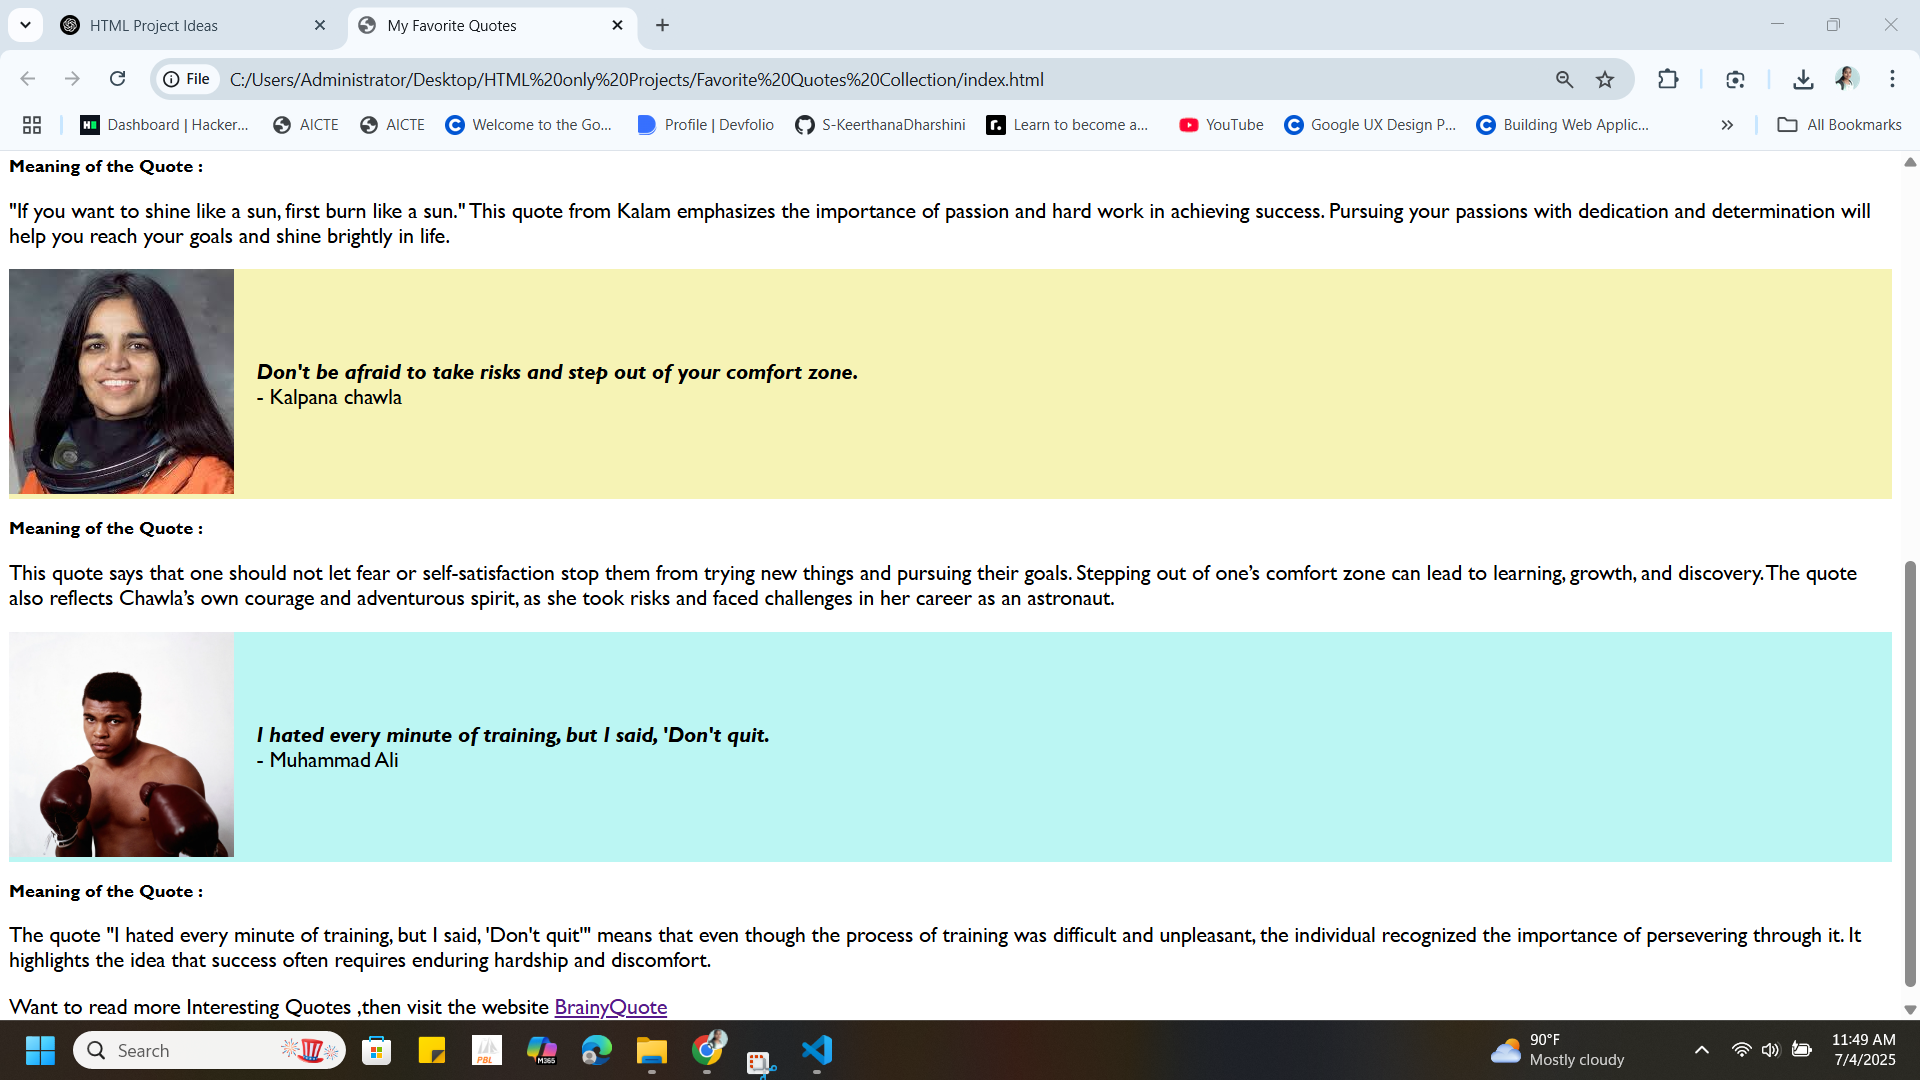 HTML Project Ideas
My Favorite Quotes
File
C:/Users/Administrator/Desktop/HTML%20only%20Projects/Favorite%20Quotes%20Collection/index.html
Dashboard | Hacker...
AICTE
AICTE
Welcome to the Go...
Profile | Devfolio
S-KeerthanaDharshini
Learn to become a...
YouTube
Google UX Design P...
Building Web Applic...
All Bookmarks
Meaning of the Quote :
"If you want to shine like a sun, first burn like a sun." This quote from Kalam emphasizes the importance of passion and hard work in achieving success. Pursuing your passions with dedication and determination will
help you reach your goals and shine brightly in life.
Don't be afraid to take risks and step out of your comfort zone.
- Kalpana chawla
Meaning of the Quote :
This quote says that one should not let fear or self-satisfaction stop them from trying new things and pursuing their goals. Stepping out of one’s comfort zone can lead to learning, growth, and discovery. The quote
also reflects Chawla’s own courage and adventurous spirit, as she took risks and faced challenges in her career as an astronaut.
I hated every minute of training, but I said, 'Don't quit.
- Muhammad Ali
Meaning of the Quote :
The quote "I hated every minute of training, but I said, 'Don't quit'" means that even though the process of training was difficult and unpleasant, the individual recognized the importance of persevering through it. It
highlights the idea that success often requires enduring hardship and discomfort.
Want to read more Interesting Quotes ,then visit the website BrainyQuote
Search
PBL
M365
90°F
Mostly cloudy
11:49 AM
7/4/2025